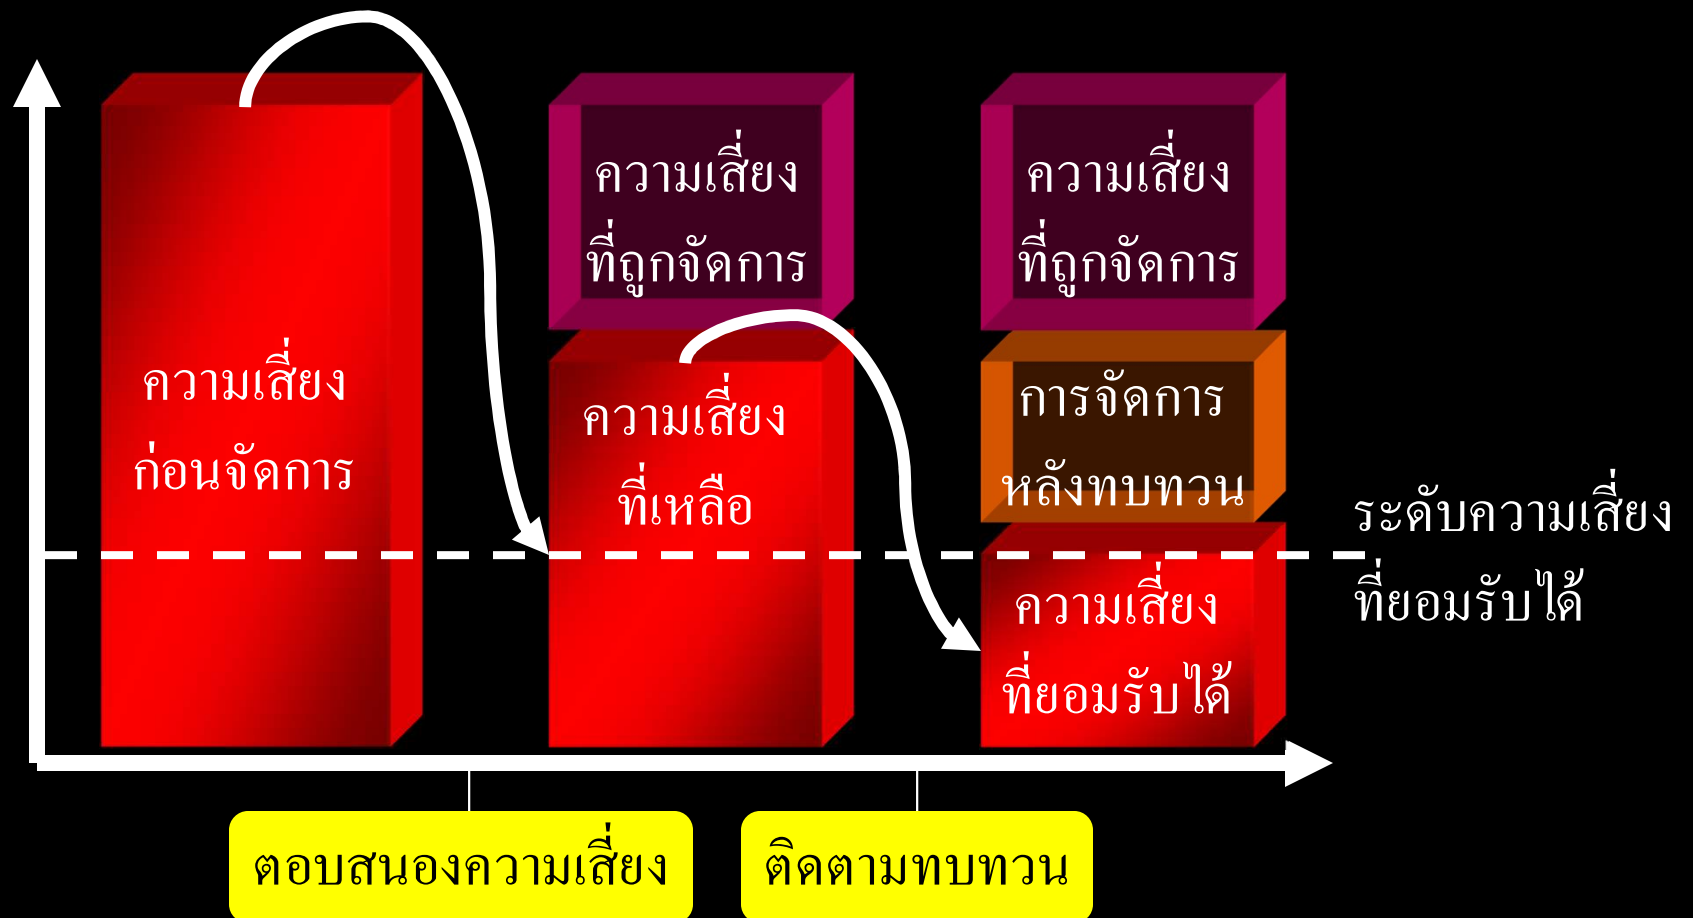 ความเสี่ยง
ก่อนจัดการ
ความเสี่ยง
ที่ถูกจัดการ
ความเสี่ยง
ที่เหลือ
ความเสี่ยง
ที่ถูกจัดการ
การจัดการ
หลังทบทวน
ความเสี่ยง
ที่ยอมรับได้
ระดับความเสี่ยง
ที่ยอมรับได้
ตอบสนองความเสี่ยง
ติดตามทบทวน